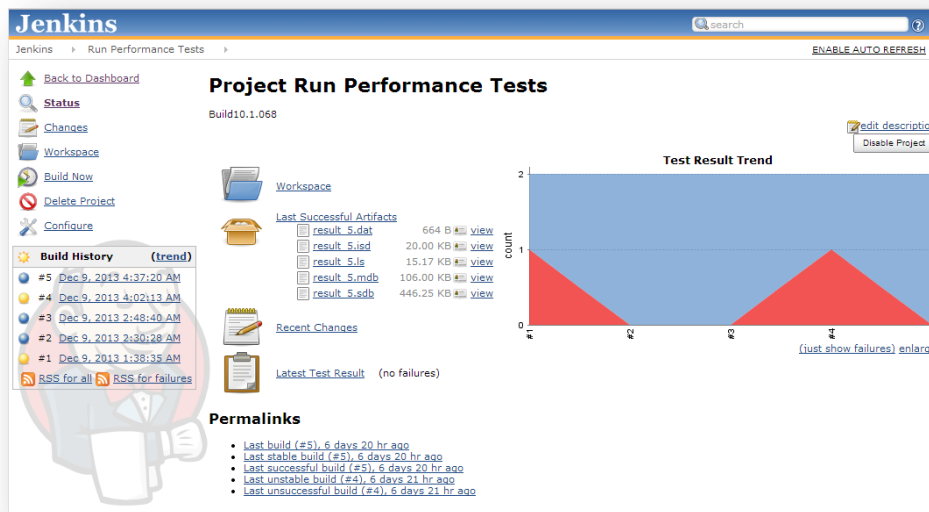 Jenkins
search
Jenkins Run Performance Tests
ENABLE AUTO REFRESH
Back to Dashboard
Status
Changes
Workspace
Build Now
Delete Project
Configure
Build History (trend)
#5 Dec 9, 2013 4:37:20 AM
#4 Dec 9, 2013 4:02:13 AM
#3 Dec 9, 2013 2:48:40 AM
#2 Dec 9, 2013 2:30:28 AM
#1 Dec 9, 2013 1:38:35 AM
RSS for all RSS for failures
Project Run Performance Tests
Build10.1.068
edit descriptio
Disable Project
Workspace
Last Successful Artifacts
result_5.dat 664 B view
result_5.isd 20.00 KB view
result_5.ls 15.17 KB view
result_5.mdb 106.00 KB view
result_5.sdb 446.25 KB view
Recent Changes
Latest Test Result (no failures)
Test Result Trend
count
2
1
0
#1 #2 #3 #4
(just show failures) enlarg
Permalinks
Last build (#5), 6 days 20 hr ago
Last stable build (#5), 6 days 20 hr ago
Last successful build (#5), 6 days 20 hr ago
Last unstable build (#4), 6 days 21 hr ago
Last unsuccessful build (#4), 6 days 21 hr ago